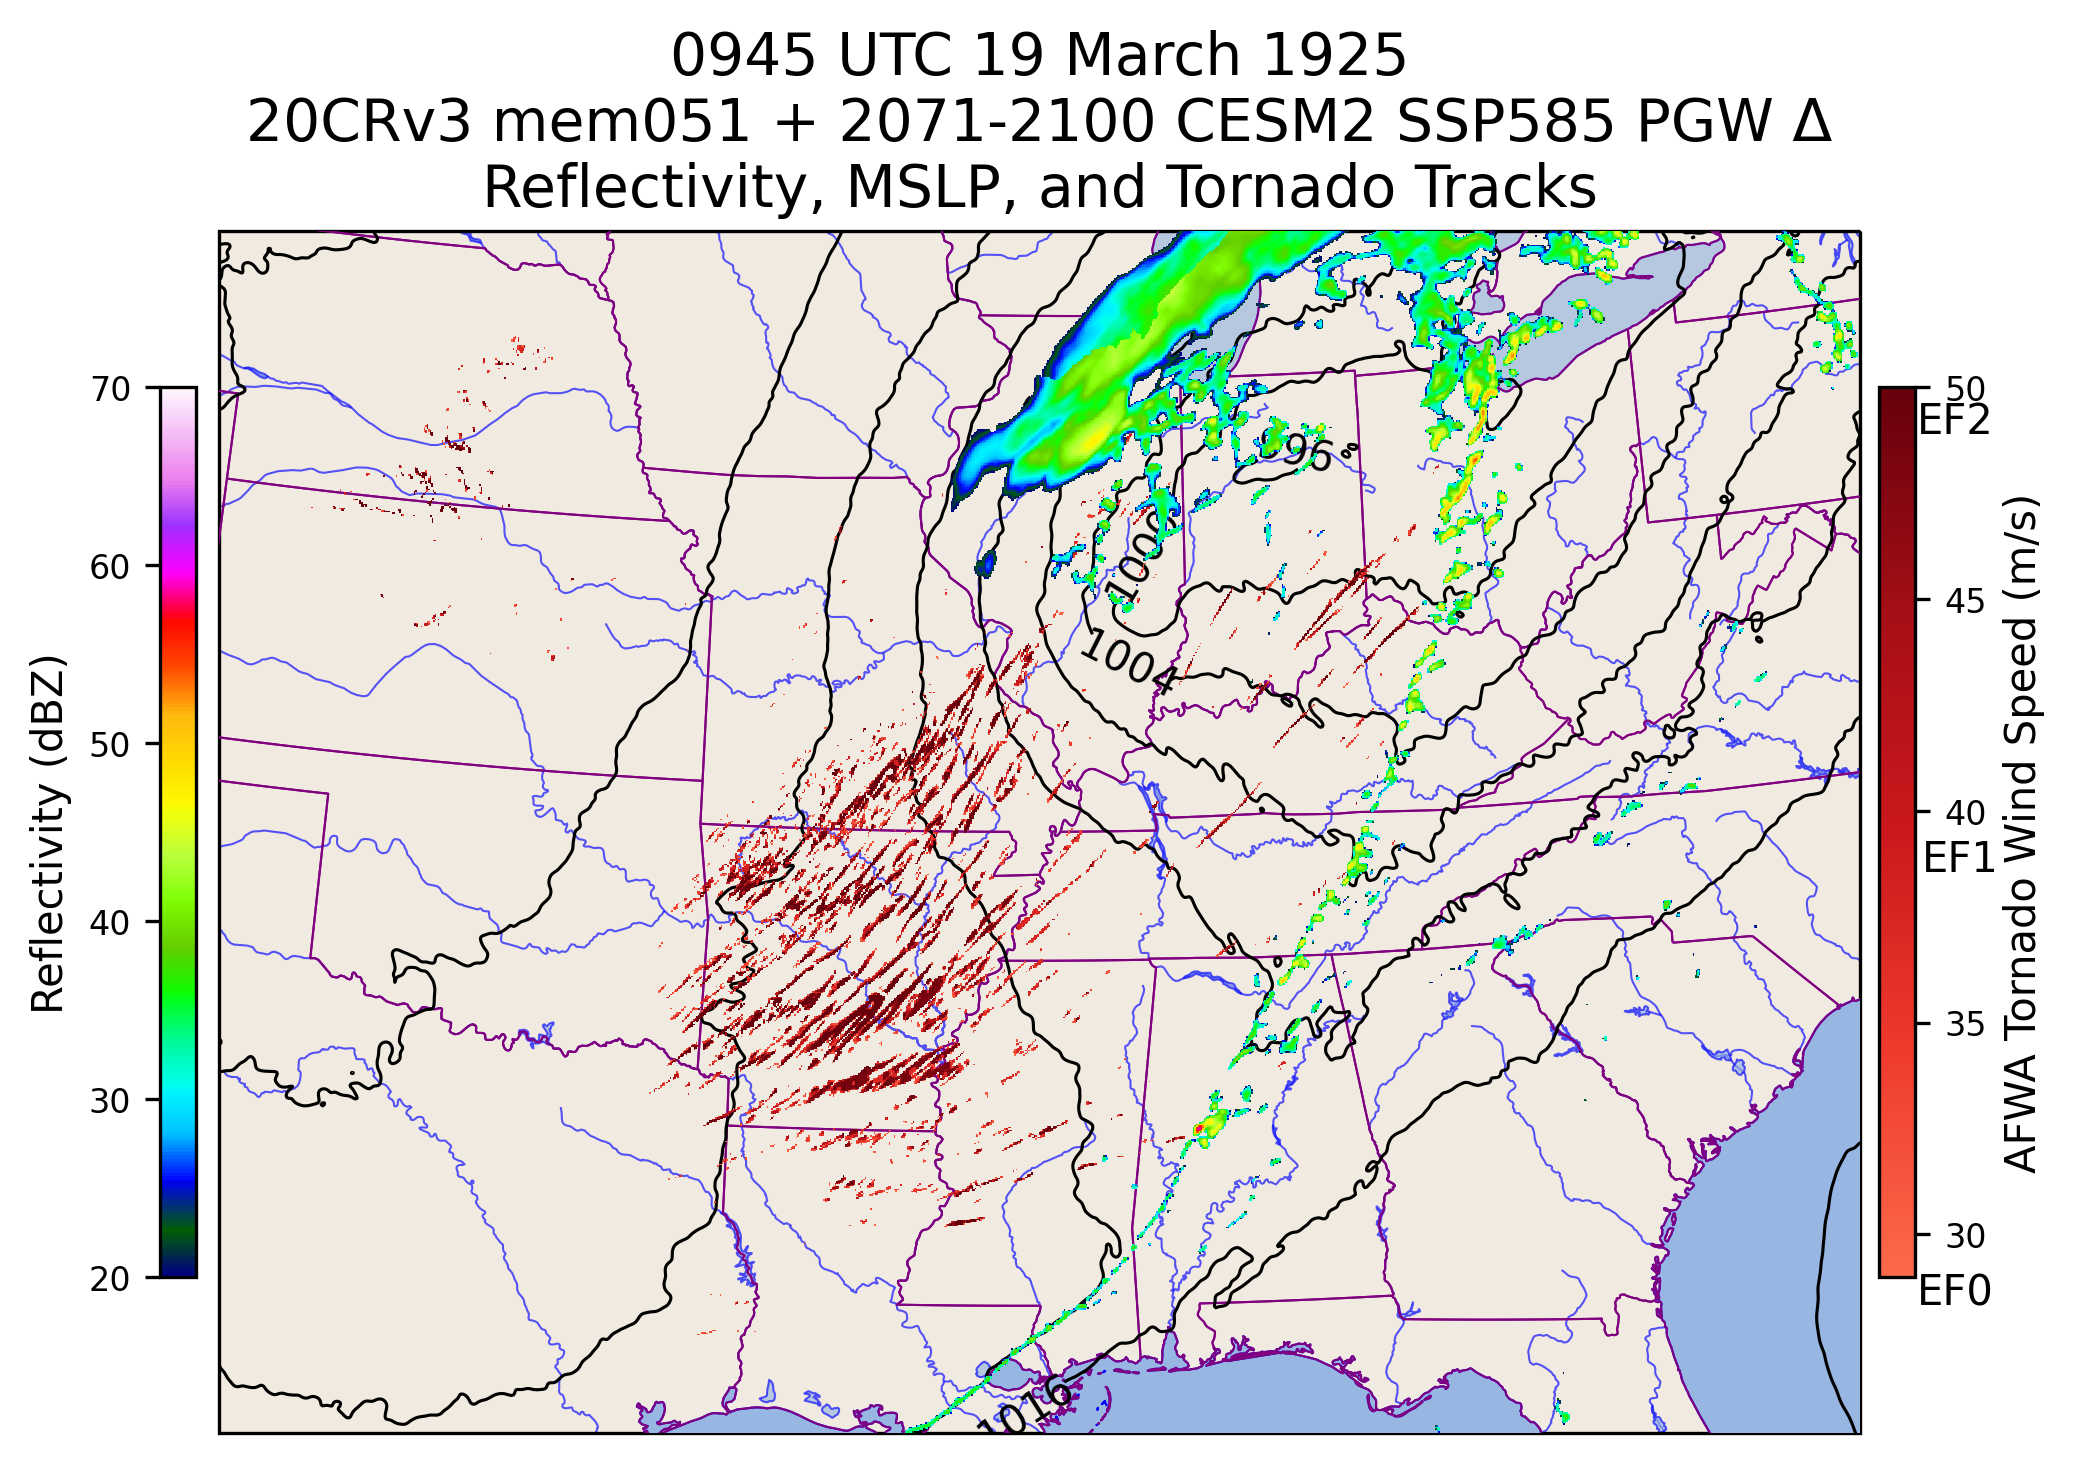 0945 UTC 19 March 1925
20CRv3 mem051 + 2071-2100 CESM2 SSP585 PGW Δ
Reflectivity, MSLP, and Tornado Tracks
Reflectivity (dBZ)
70
60
50
40
30
20
996
1000
1004
1016
50
EF2
45
40
EF1
35
30
EF0
AFWA Tornado Wind Speed (m/s)